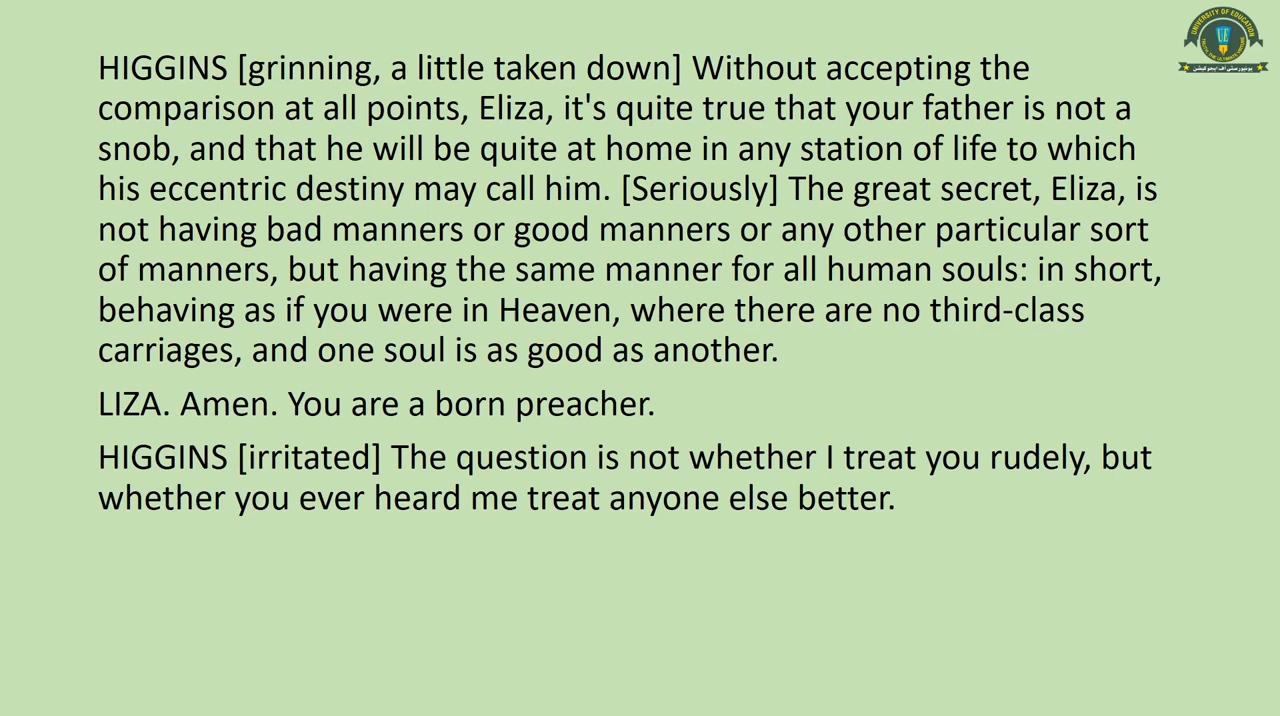 UNIVERSITY OF EDUCATION
UE
HIGGINS [grinning, a little taken down] Without accepting the
comparison at all points, Eliza, it's quite true that your father is not a
snob, and that he will be quite at home in any station of life to which
his eccentric destiny may call him. [Seriously] The great secret, Eliza, is
not having bad manners or good manners or any other particular sort
of manners, but having the same manner for all human souls: in short,
behaving as if you were in Heaven, where there are no third-class
carriages, and one soul is as good as another.
LIZA. Amen. You are a born preacher.
HIGGINS [irritated] The question is not whether I treat you rudely, but
whether you ever heard me treat anyone else better.